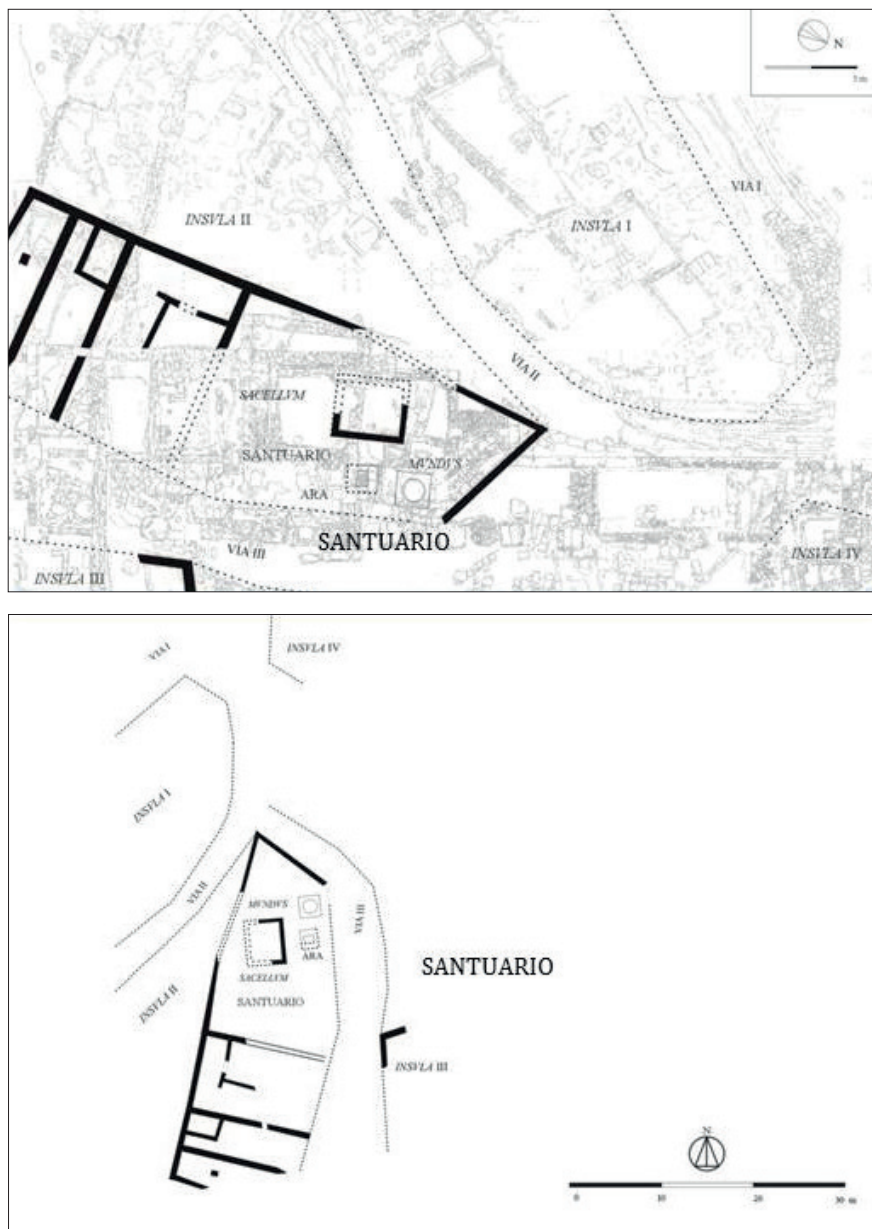 N
5 m
VIA I
INSVLA II
INSVLA I
VIA II
SACELLVM
SANTUARIO
MVNDVS
ARA
SANTUARIO
VIA III
INSVLA IV
INSVLA III
VIA I
INSVLA IV
INSVLA I
VIA II
MVNDVS
VIA III
ARA
SANTUARIO
SACELLVM
INSVLA II
SANTUARIO
INSVLA III
N
0 10 20 30 m